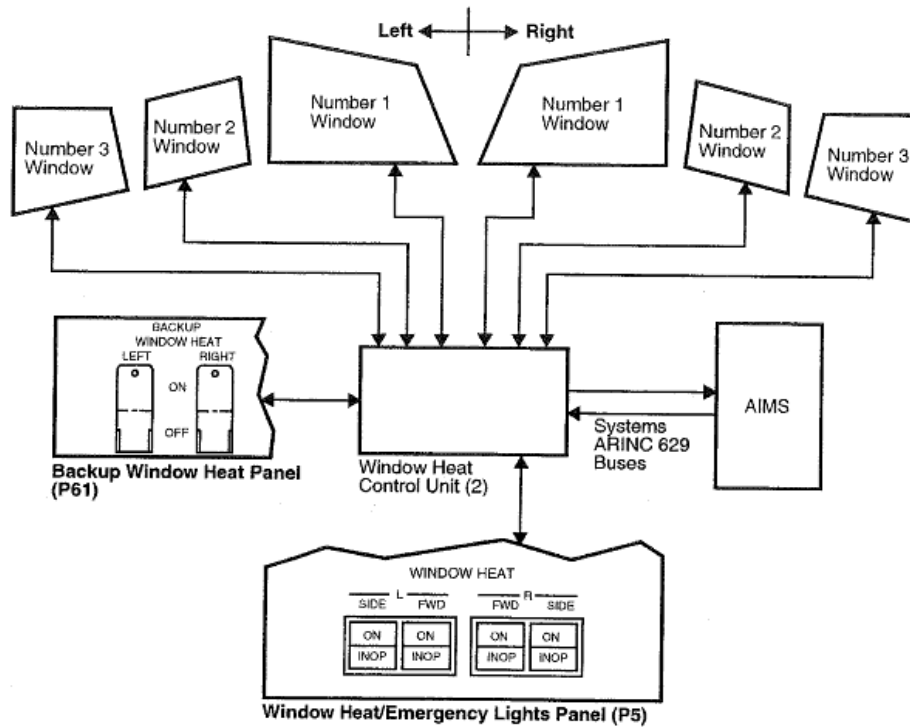 Left Right
Number 1
Window
Number 1
Window
Number 2
Window
Number 2
Window
Number 3
Window
Number 3
Window
BACKUP
WINDOW HEAT
LEFT RIGHT
ON
OFF
Backup Window Heat Panel
(P61)
Window Heat
Control Unit (2)
Systems
ARINC 629
Buses
AIMS
WINDOW HEAT
L R
SIDE FWD FWD SIDE
ON ON ON ON
INOP INOP INOP INOP
Window Heat/Emergency Lights Panel (P5)